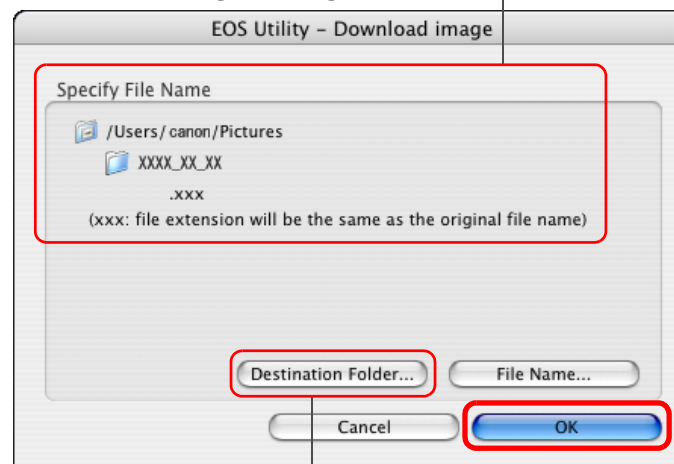 EOS Utility – Download image
Specify File Name
/Users/canon/Pictures
XXXX_XX_XX
.xxx
(xxx: file extension will be the same as the original file name)
Destination Folder...
File Name...
Cancel
OK